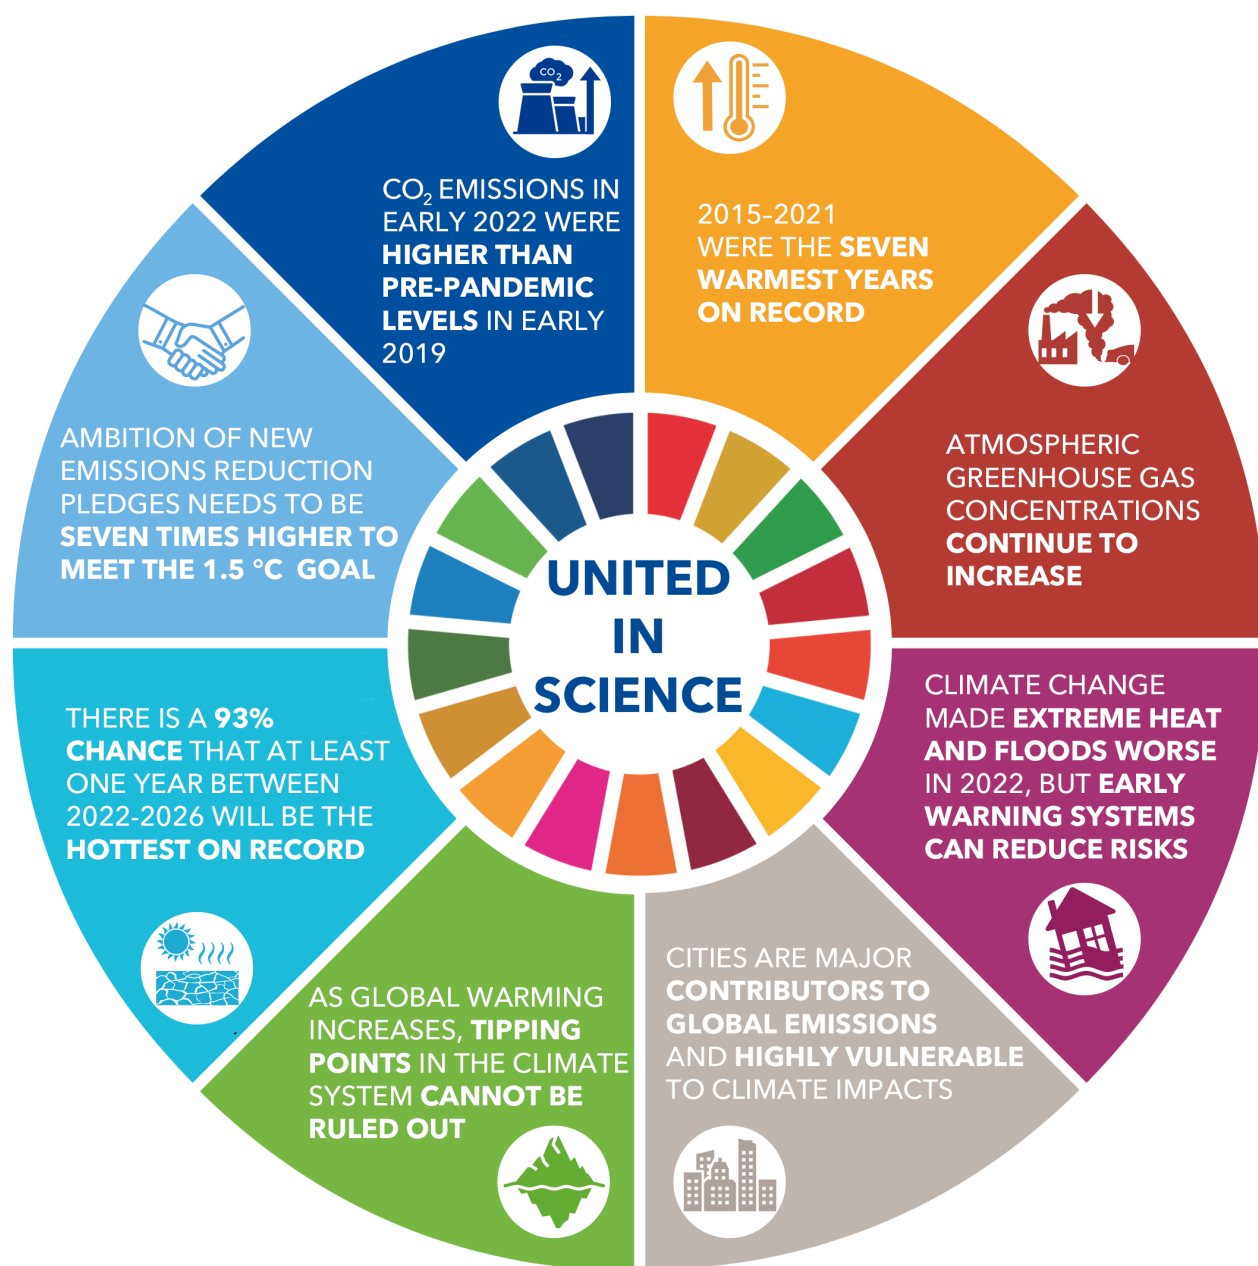 CO₂
CO₂ EMISSIONS IN
EARLY 2022 WERE
HIGHER THAN
PRE-PANDEMIC
LEVELS IN EARLY
2019
2015–2021
WERE THE SEVEN
WARMEST YEARS
ON RECORD
ATMOSPHERIC
GREENHOUSE GAS
CONCENTRATIONS
CONTINUE TO
INCREASE
CLIMATE CHANGE
MADE EXTREME HEAT
AND FLOODS WORSE
IN 2022, BUT EARLY
WARNING SYSTEMS
CAN REDUCE RISKS
CITIES ARE MAJOR
CONTRIBUTORS TO
GLOBAL EMISSIONS
AND HIGHLY VULNERABLE
TO CLIMATE IMPACTS
AS GLOBAL WARMING
INCREASES, TIPPING
POINTS IN THE CLIMATE
SYSTEM CANNOT BE
RULED OUT
THERE IS A 93%
CHANCE THAT AT LEAST
ONE YEAR BETWEEN
2022-2026 WILL BE THE
HOTTEST ON RECORD
AMBITION OF NEW
EMISSIONS REDUCTION
PLEDGES NEEDS TO BE
SEVEN TIMES HIGHER TO
MEET THE 1.5 °C GOAL
UNITED
IN
SCIENCE